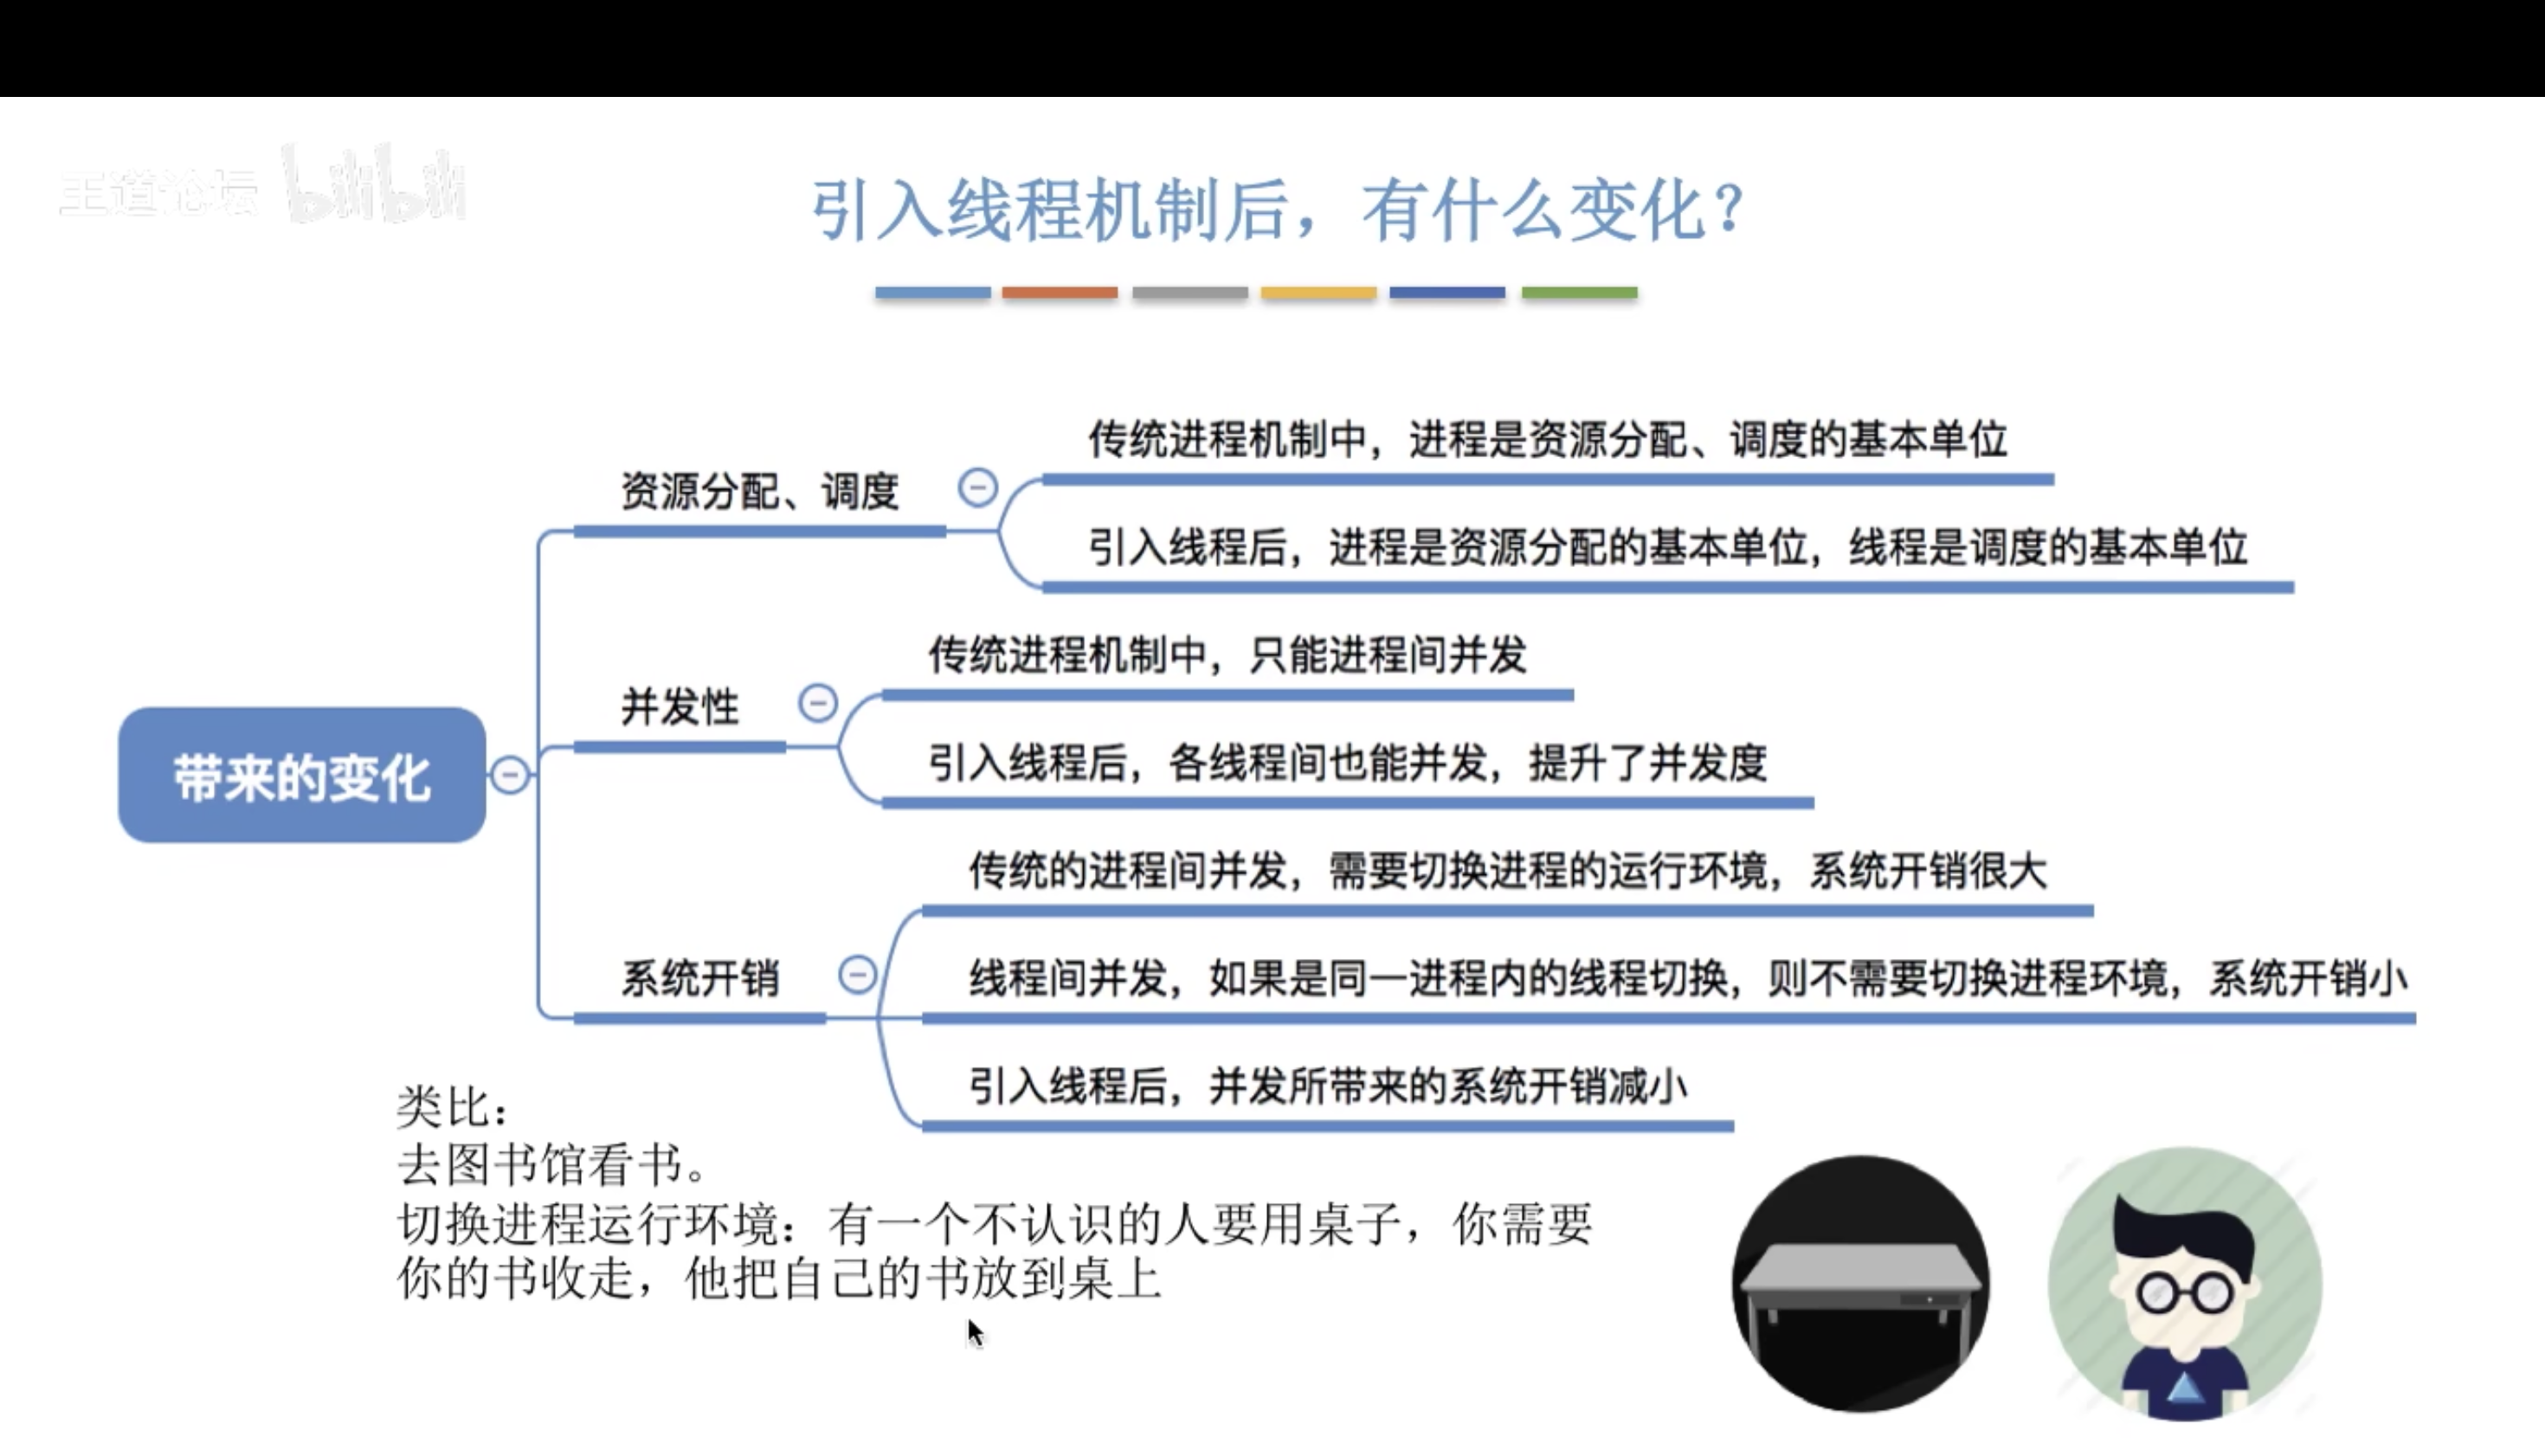 王道论坛 bilibili
引入线程机制后，有什么变化？
带来的变化
资源分配、调度
传统进程机制中，进程是资源分配、调度的基本单位
引入线程后，进程是资源分配的基本单位，线程是调度的基本单位
并发性
传统进程机制中，只能进程间并发
引入线程后，各线程间也能并发，提升了并发度
系统开销
传统的进程间并发，需要切换进程的运行环境，系统开销很大
线程间并发，如果是同一进程内的线程切换，则不需要切换进程环境，系统开销小
引入线程后，并发所带来的系统开销减小
类比：
去图书馆看书。
切换进程运行环境：有一个不认识的人要用桌子，你需要
你的书收走，他把自己的书放到桌上